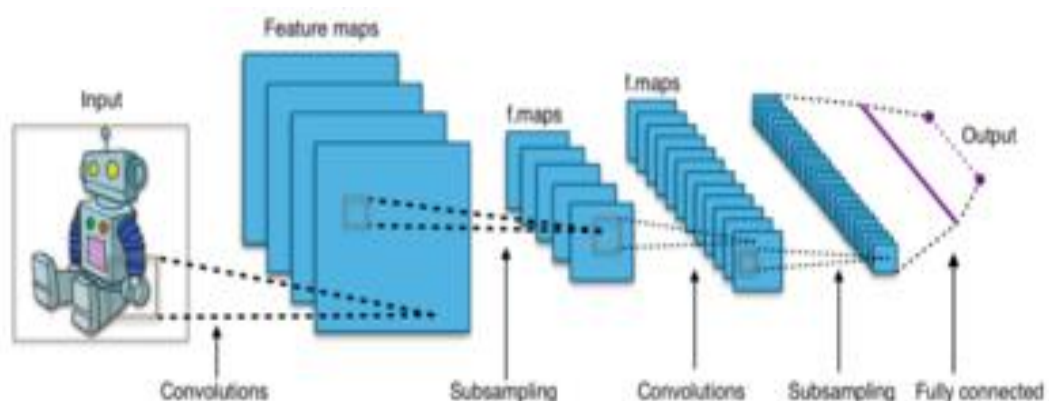 Feature maps
Input
f.maps
f.maps
Output
Convolutions
Subsampling
Convolutions
Subsampling
Fully connected